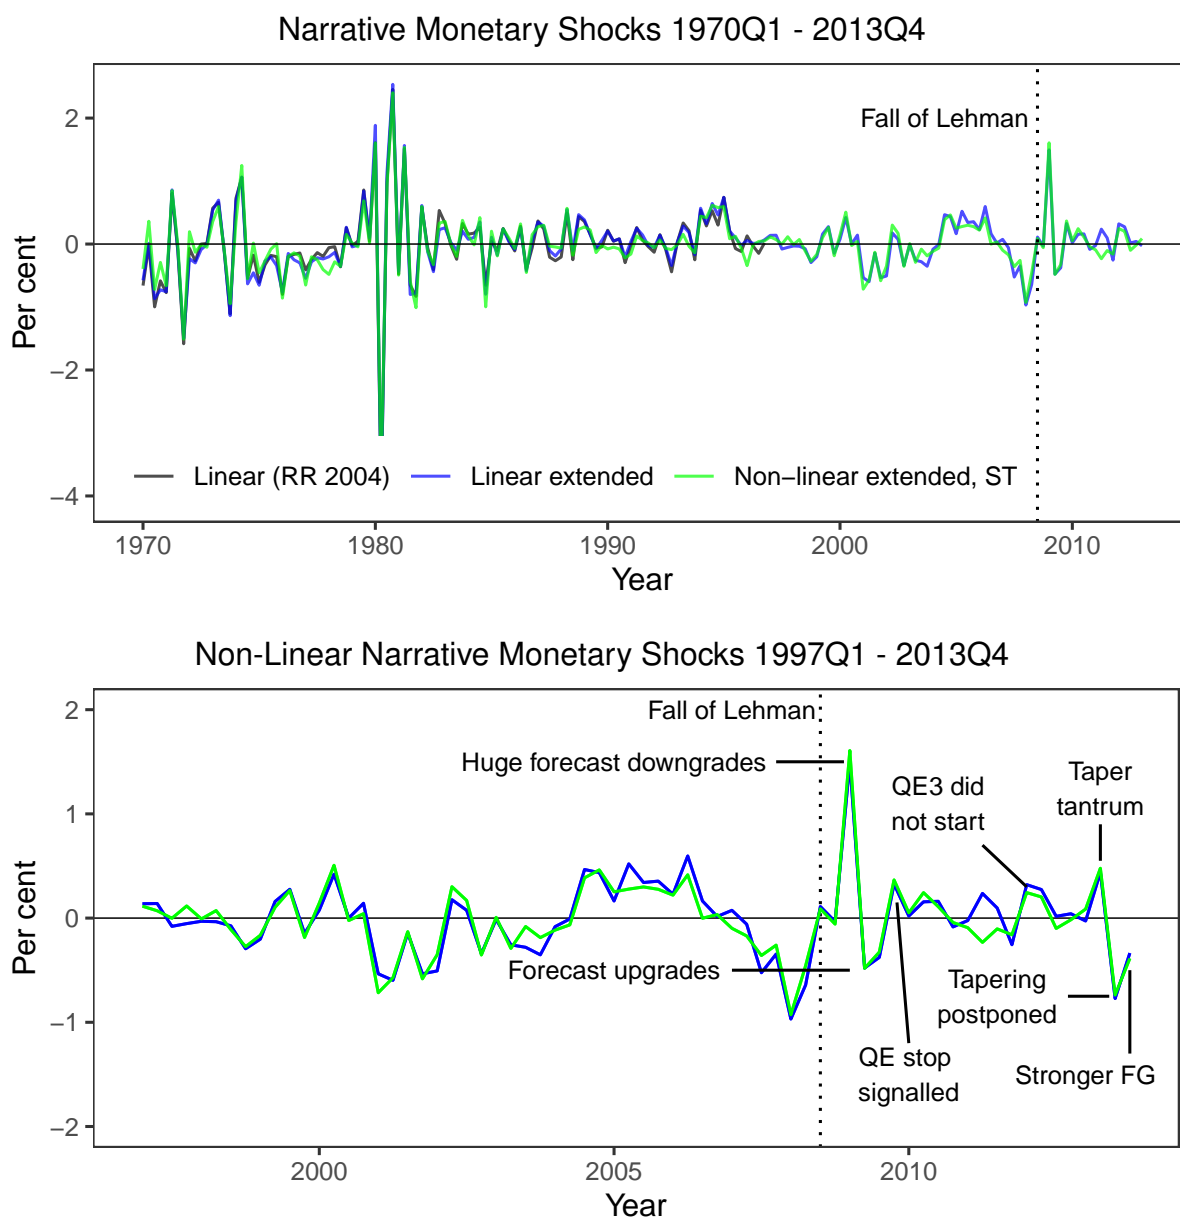 Narrative Monetary Shocks 1970Q1 - 2013Q4
Per cent
2
0
−2
−4
Fall of Lehman
Linear (RR 2004)
Linear extended
Non−linear extended, ST
1970
1980
1990
2000
2010
Year
Non-Linear Narrative Monetary Shocks 1997Q1 - 2013Q4
Per cent
2
1
0
−1
−2
Fall of Lehman
Huge forecast downgrades
QE3 did
not start
Taper
tantrum
Forecast upgrades
Tapering
postponed
QE stop
signalled
Stronger FG
2000
2005
2010
Year